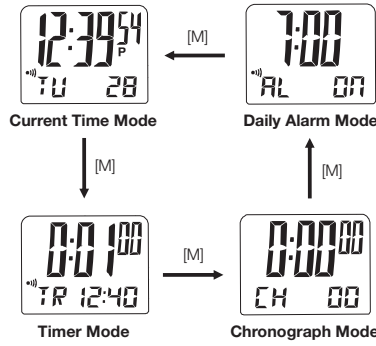 12:39 54
P
TU 28
Current Time Mode
[M]
7:00
AL ON
Daily Alarm Mode
[M]
[M]
0:01 00
TR 12:40
Timer Mode
[M]
0:00 00
CH 00
Chronograph Mode